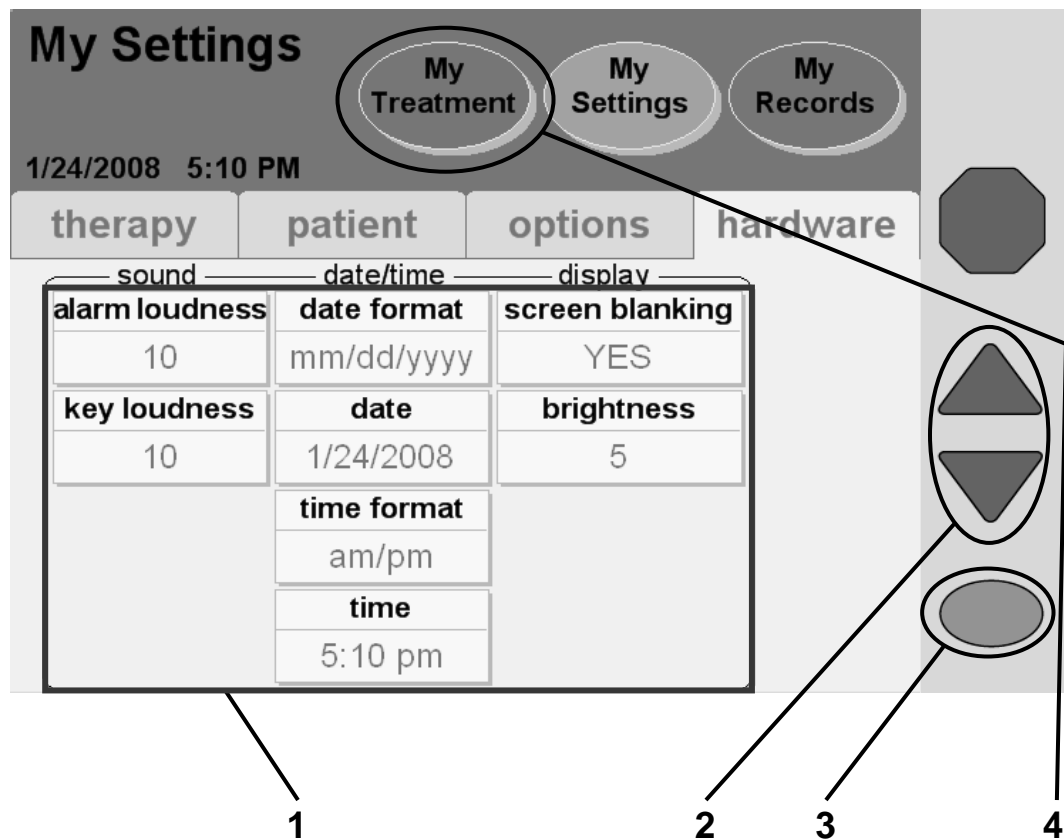 My Settings
My Treatment
My Settings
My Records
1/24/2008 5:10 PM
therapy patient options hardware
sound date/time display
alarm loudness date format screen blanking
10 mm/dd/yyyy YES
key loudness date brightness
10 1/24/2008 5
time format
am/pm
time
5:10 pm
1 2 3 4